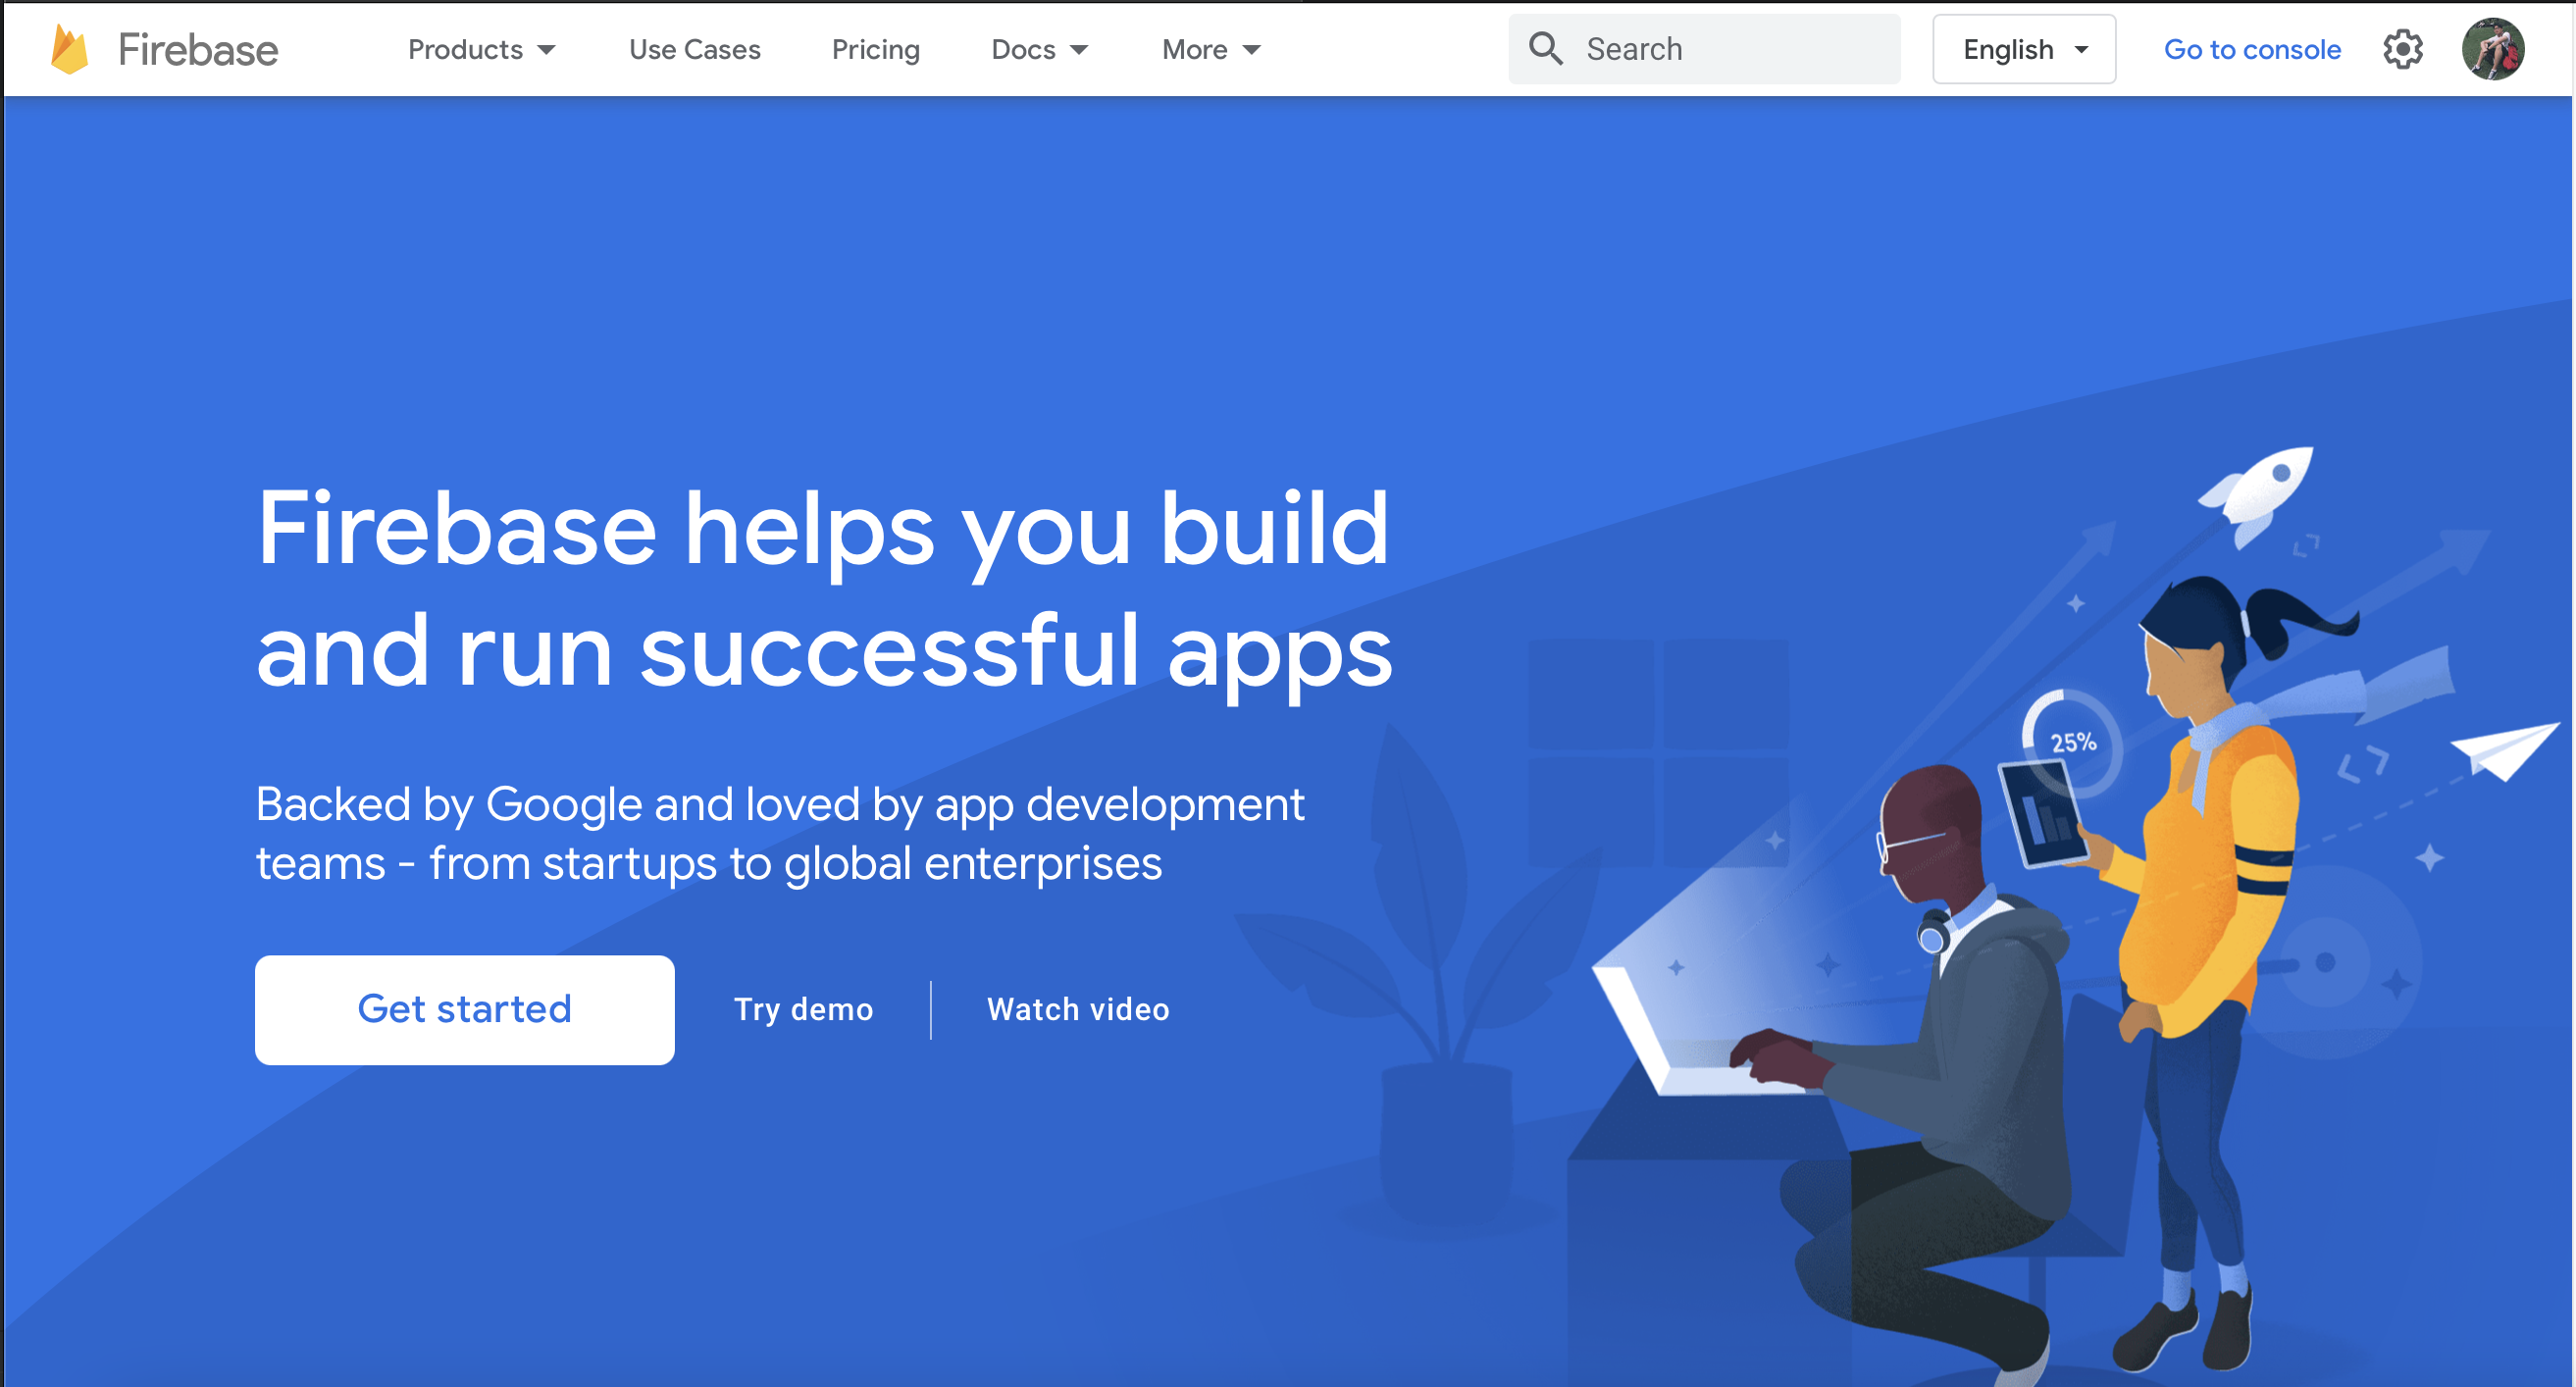 Firebase
Products
Use Cases
Pricing
Docs
More
Search
English
Go to console
Firebase helps you build
and run successful apps
25%
Backed by Google and loved by app development
teams - from startups to global enterprises
Get started
Try demo
Watch video